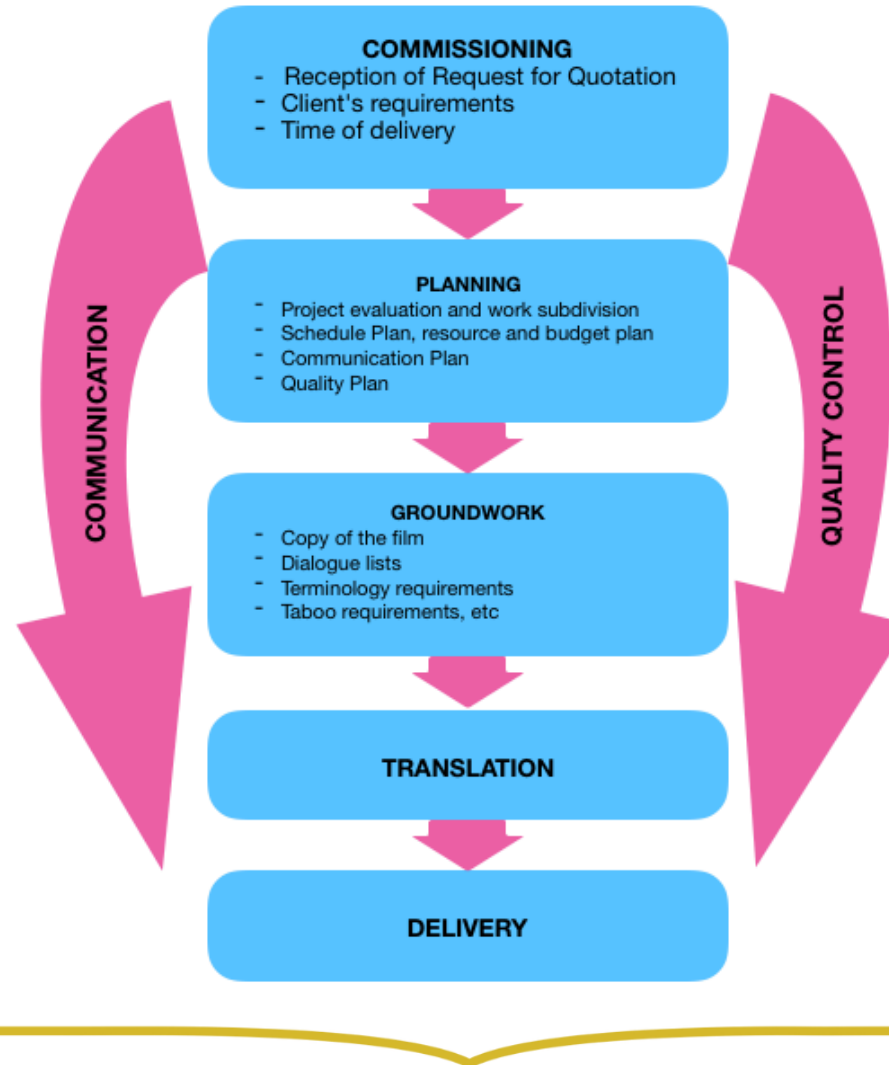 COMMISSIONING
- Reception of Request for Quotation
- Client's requirements
- Time of delivery
PLANNING
- Project evaluation and work subdivision
- Schedule Plan, resource and budget plan
- Communication Plan
- Quality Plan
COMMUNICATION
QUALITY CONTROL
GROUNDWORK
- Copy of the film
- Dialogue lists
- Terminology requirements
- Taboo requirements, etc
TRANSLATION
DELIVERY